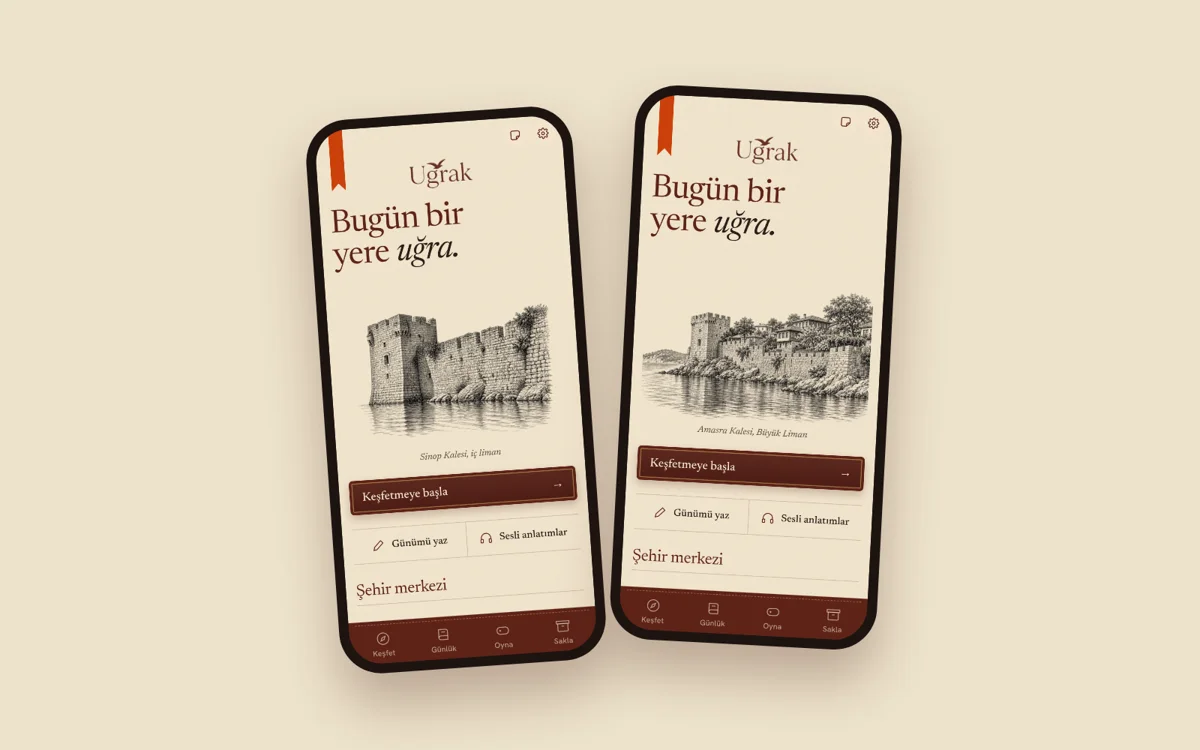 Uğrak
Bugün bir
yere uğra.
Sinop Kalesi, iç liman
Keşfetmeye başla →
Günümü yaz
Sesli anlatımlar
Şehir merkezi
Keşfet
Günlük
Oyna
Sakla
Uğrak
Bugün bir
yere uğra.
Amasra Kalesi, Büyük Liman
Keşfetmeye başla →
Günümü yaz
Sesli anlatımlar
Şehir merkezi
Keşfet
Günlük
Oyna
Sakla